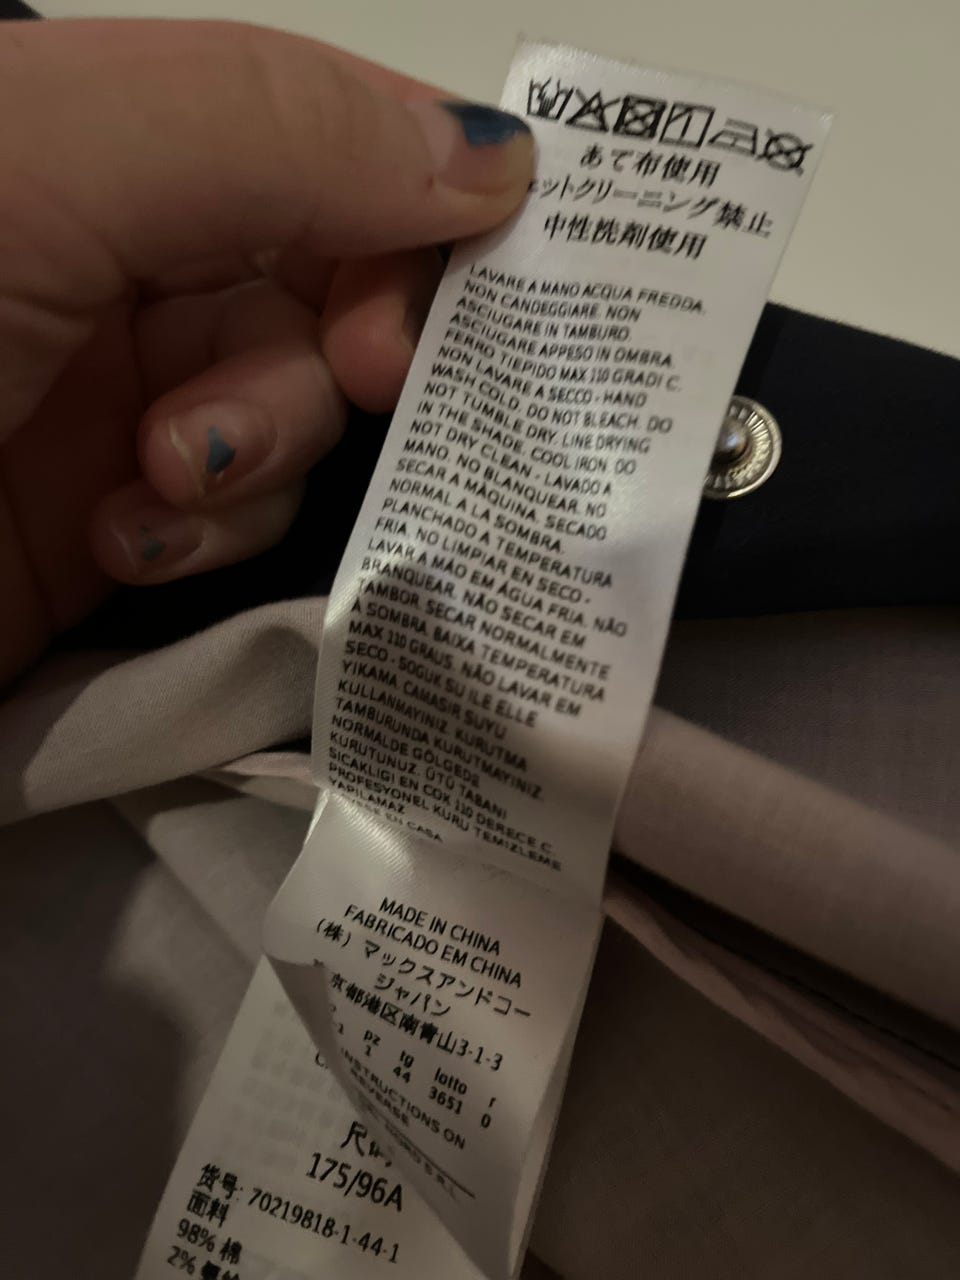 あて布使用
ェットクリーニング禁止
中性洗剤使用
LAVARE A MANO ACQUA FREDDA.
NON CANDEGGIARE. NON
ASCIUGARE IN TAMBURO.
ASCIUGARE APPESO IN OMBRA.
FERRO TIEPIDO MAX 110 GRADI C.
NON LAVARE A SECCO - HAND
WASH COLD. DO NOT BLEACH. DO
NOT TUMBLE DRY. LINE DRYING
IN THE SHADE. COOL IRON. DO
NOT DRY CLEAN - LAVADO A
MANO. NO BLANQUEAR. NO
SECAR A MÁQUINA. SECADO
NORMAL A LA SOMBRA.
PLANCHADO A TEMPERATURA
FRIA. NO LIMPIAR EN SECO -
LAVAR A MÃO EM ÁGUA FRIA. NÃO
BRANQUEAR. NÃO SECAR EM
TAMBOR. SECAR NORMALMENTE
À SOMBRA. BAIXA TEMPERATURA
MAX 110 GRAUS. NÃO LAVAR EM
SECO - SOGUK SU ILE ELLE
YIKAMA. CAMASIR SUYU
KULLANMAYINIZ. KURUTMA
TAMBURUNDA KURUTMAYINIZ.
NORMALDE GÖLGEDE
KURUTUNUZ. ÜTÜ TABANI
SICAKLIGI EN COK 110 DERECE C.
PROFESYONEL KURU TEMIZLEME
YAPILAMAZ
EN CASA
MADE IN CHINA
FABRICADO EM CHINA
(株) マックスアンドコー
ジャパン
京都港区南青山3-1-3
pz tg lotto r
1 44 3651 0
INSTRUCTIONS ON
REVERSE
尺码
175/96A
货号: 70219818-1-44-1
面料
98% 棉
2%